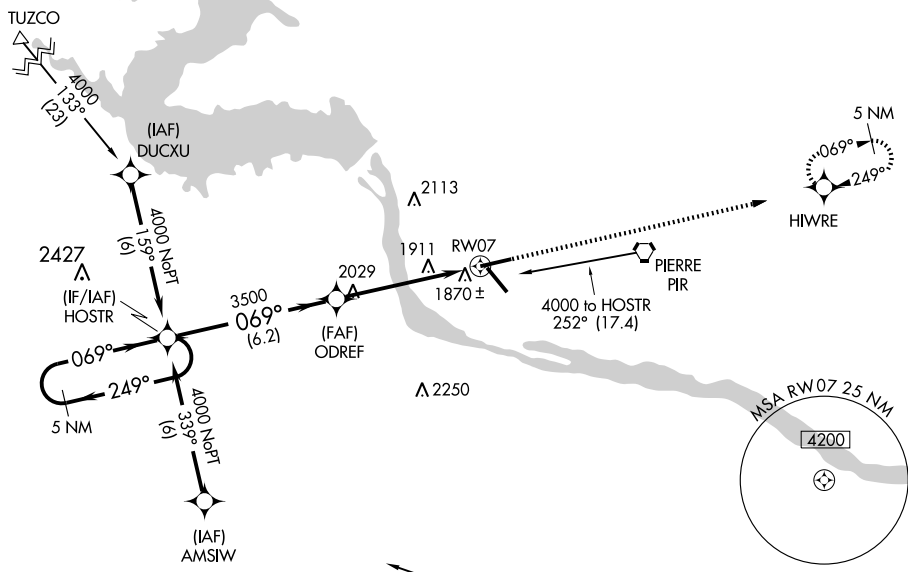 TUZCO
4000
133°
(23)
(IAF)
DUCXU
4000 NoPT
159°
(6)
2427
(IF/IAF)
HOSTR
069°
249°
5 NM
4000 NoPT
339°
(6)
(IAF)
AMSIW
3500
069°
(6.2)
2029
(FAF)
ODREF
2113
1911
RW07
1870 ±
2250
PIERRE
PIR
4000 to HOSTR
252° (17.4)
5 NM
069°
249°
HIWRE
MSA RW07 25 NM
4200